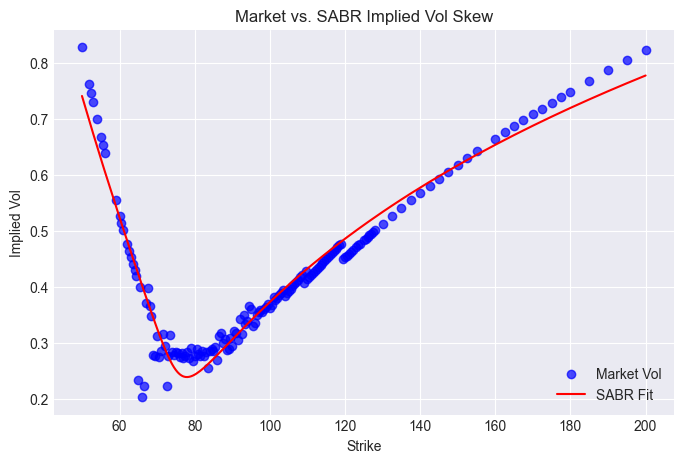 Market vs. SABR Implied Vol Skew
0.8
0.7
0.6
0.5
0.4
0.3
0.2
Implied Vol
Market Vol
SABR Fit
60 80 100 120 140 160 180 200
Strike